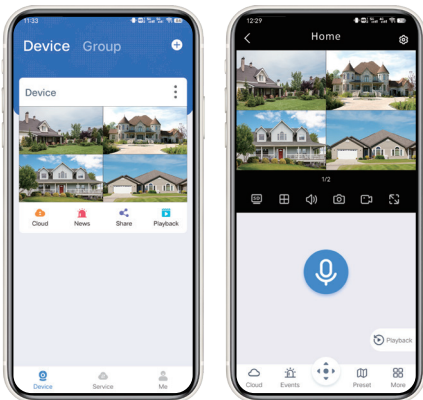 11:33
Device Group
Device
Cloud News Share Playback
Device Service Me
12:29
Home
1/2
SD
Playback
Cloud Events Preset More